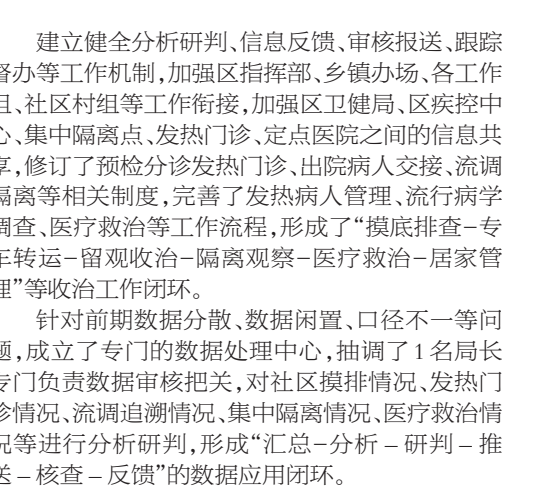 建立健全分析研判、信息反馈、审核报送、跟踪
督办等工作机制,加强区指挥部、乡镇办场、各工作
组、社区村组等工作衔接,加强区卫健局、区疾控中
心、集中隔离点、发热门诊、定点医院之间的信息共
享,修订了预检分诊发热门诊、出院病人交接、流调
隔离等相关制度,完善了发热病人管理、流行病学
调查、医疗救治等工作流程,形成了“摸底排查-专
车转运-留观收治-隔离观察-医疗救治-居家管
理”等收治工作闭环。
针对前期数据分散、数据闲置、口径不一等问
题,成立了专门的数据处理中心,抽调了1名局长
专门负责数据审核把关,对社区摸排情况、发热门
诊情况、流调追溯情况、集中隔离情况、医疗救治情
况等进行分析研判,形成“汇总-分析–研判–推
送–核查–反馈”的数据应用闭环。